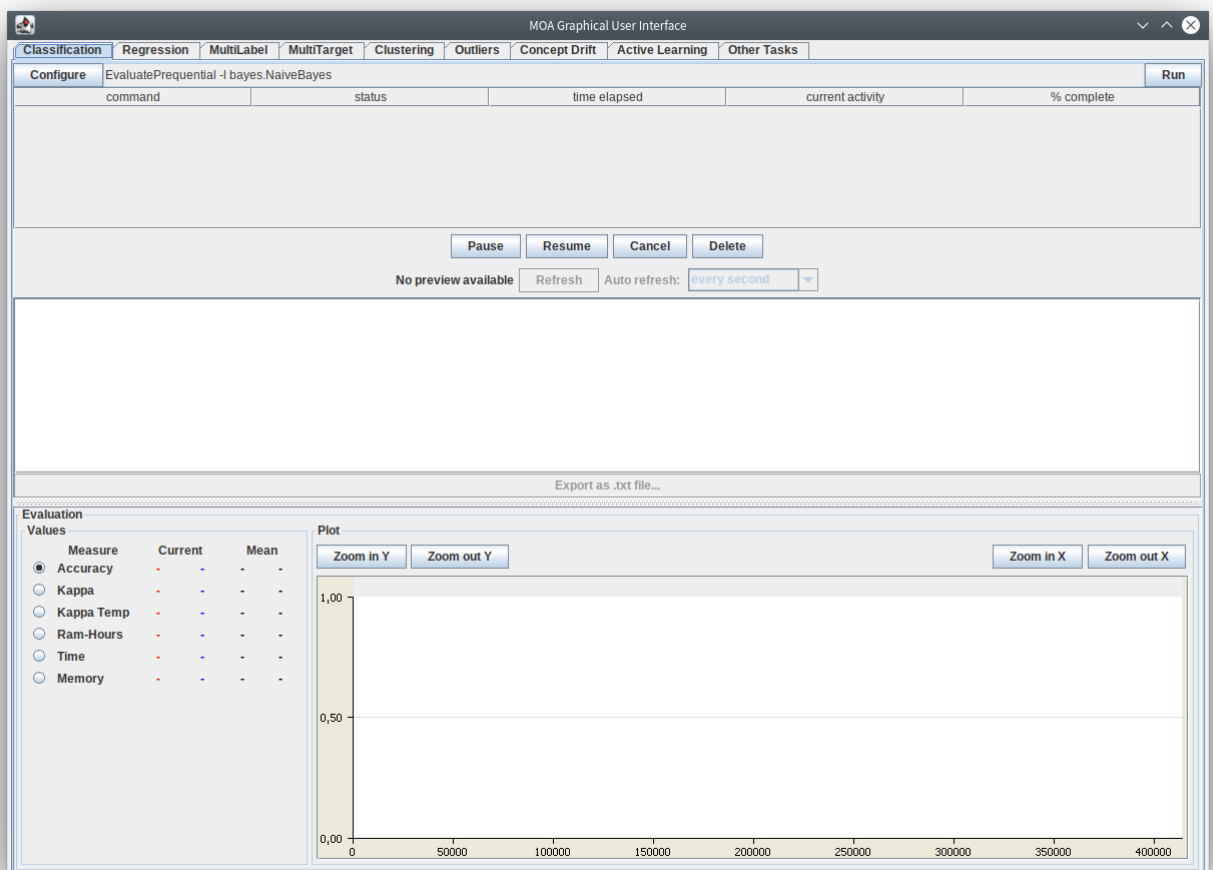 MOA Graphical User Interface
Classification Regression MultiLabel MultiTarget Clustering Outliers Concept Drift Active Learning Other Tasks
Configure EvaluatePrequential -l bayes.NaiveBayes Run
command status time elapsed current activity % complete
Pause Resume Cancel Delete
No preview available Refresh Auto refresh: every second
Export as .txt file...
Evaluation
Values
Measure Current Mean
Accuracy - - - -
Kappa - - - -
Kappa Temp - - - -
Ram-Hours - - - -
Time - - - -
Memory - - - -
Plot
Zoom in Y Zoom out Y Zoom in X Zoom out X
1,00
0,50
0,00
0 50000 100000 150000 200000 250000 300000 350000 400000